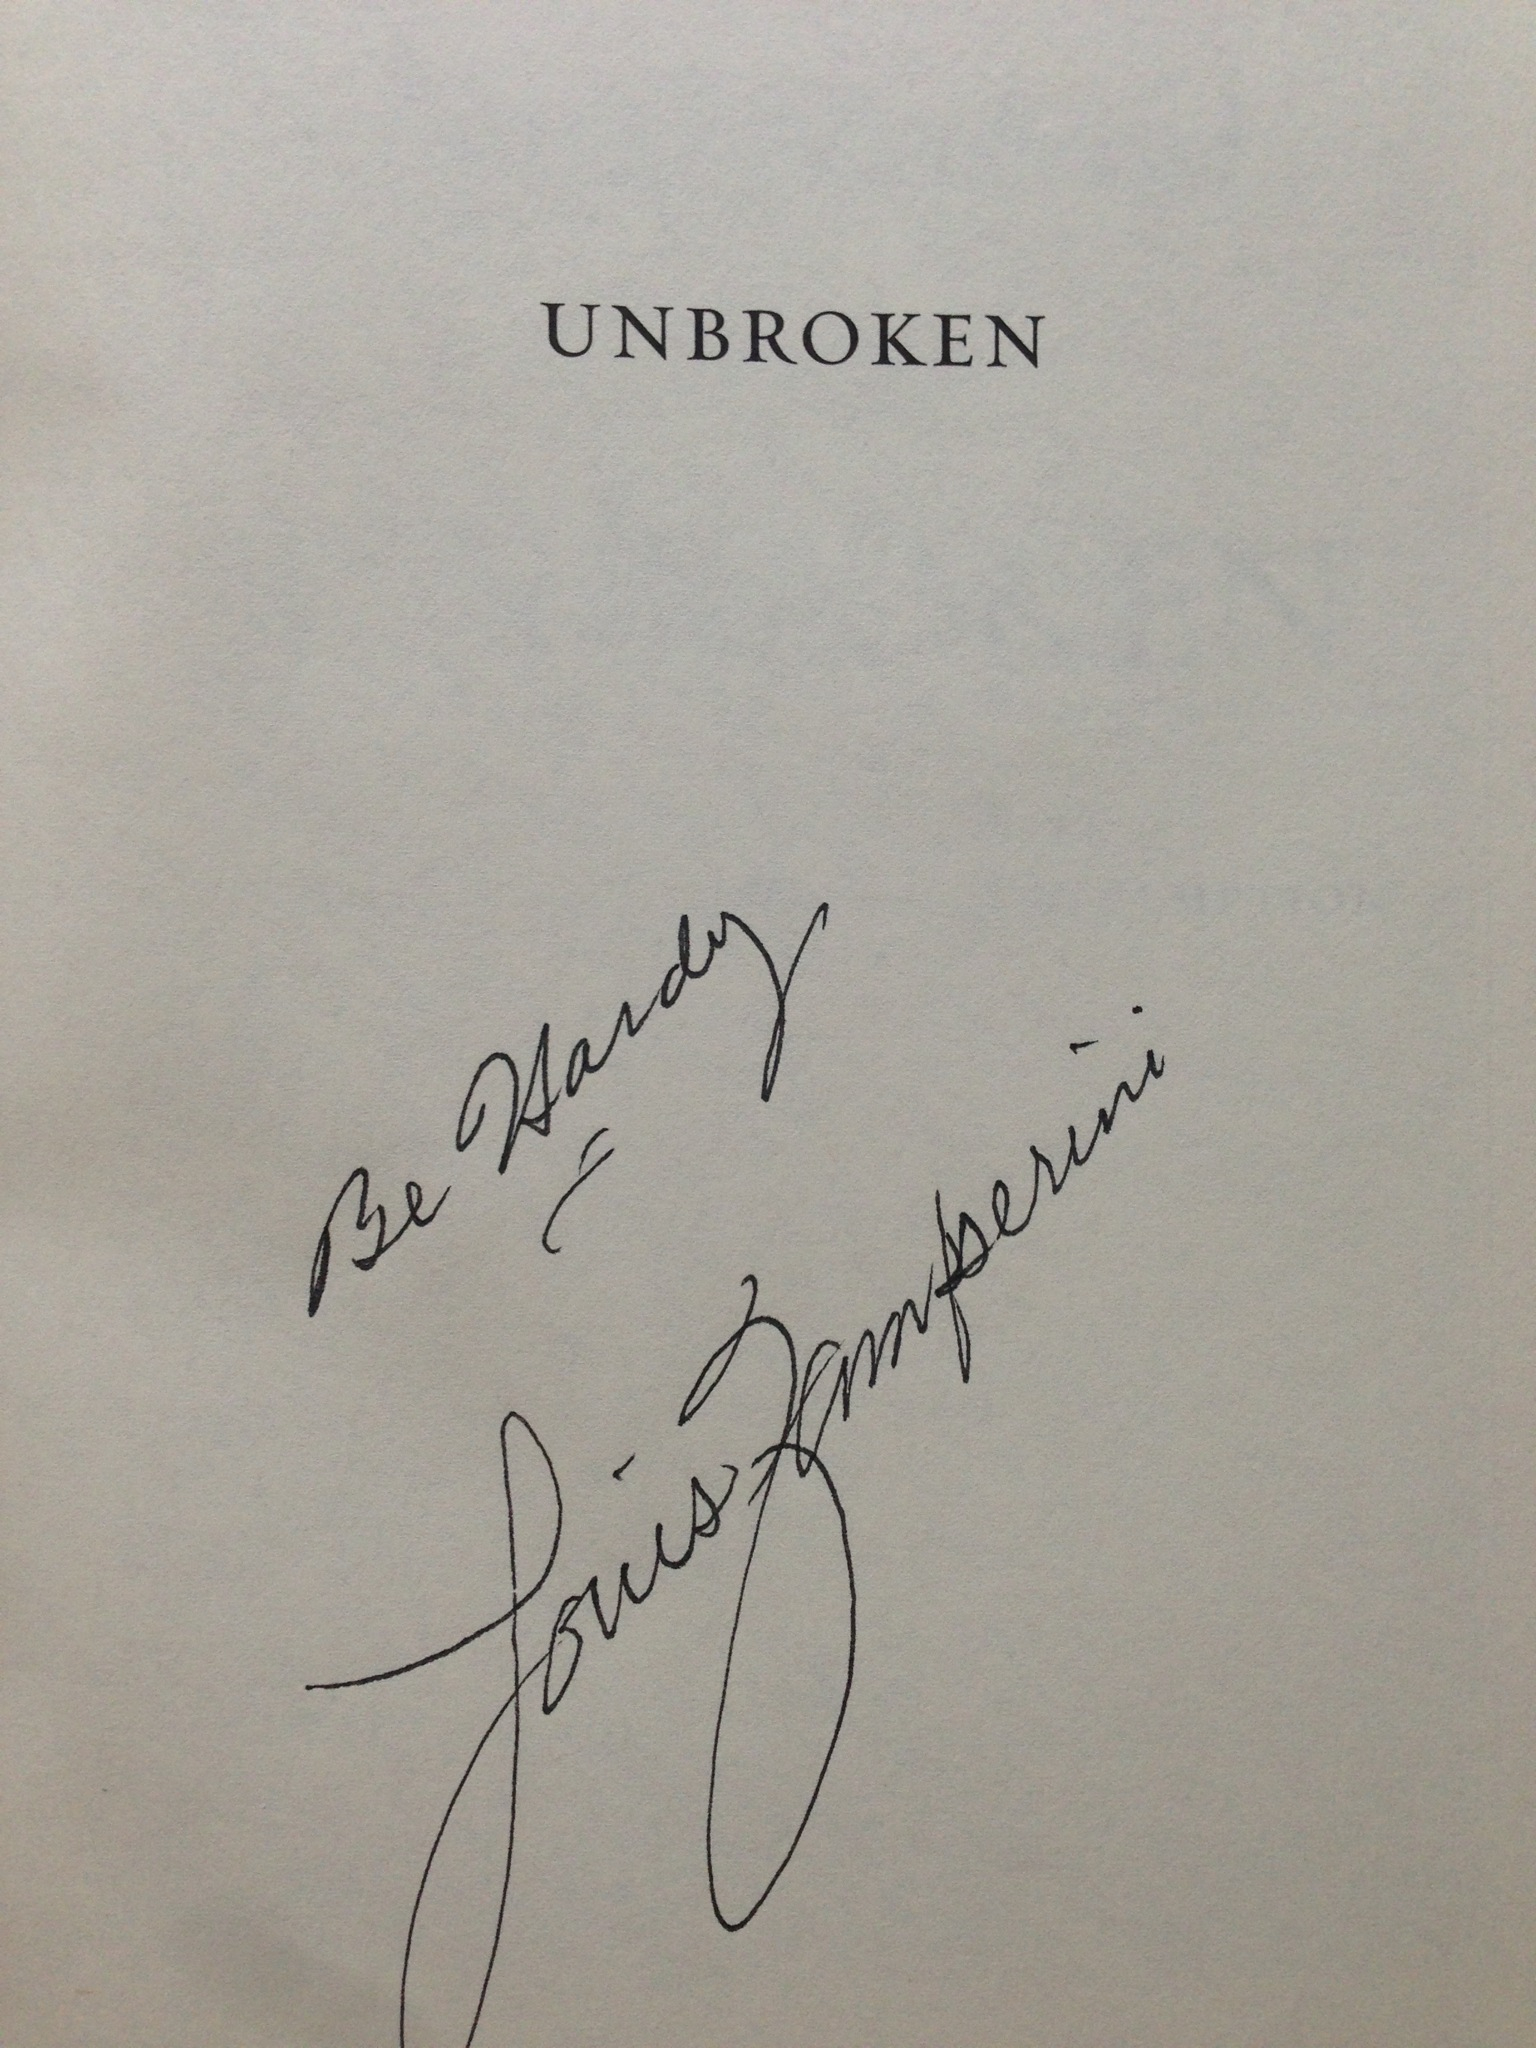 UNBROKEN
Be Hardy
Louis Zamperini